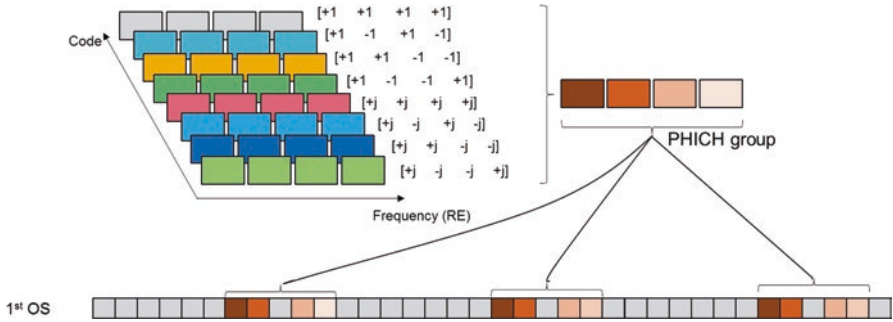 Code
[+1 +1 +1 +1]
[+1 -1 +1 -1]
[+1 +1 -1 -1]
[+1 -1 -1 +1]
[+j +j +j +j]
[+j -j +j -j]
[+j +j -j -j]
[+j -j -j +j]
Frequency (RE)
PHICH group
1st OS